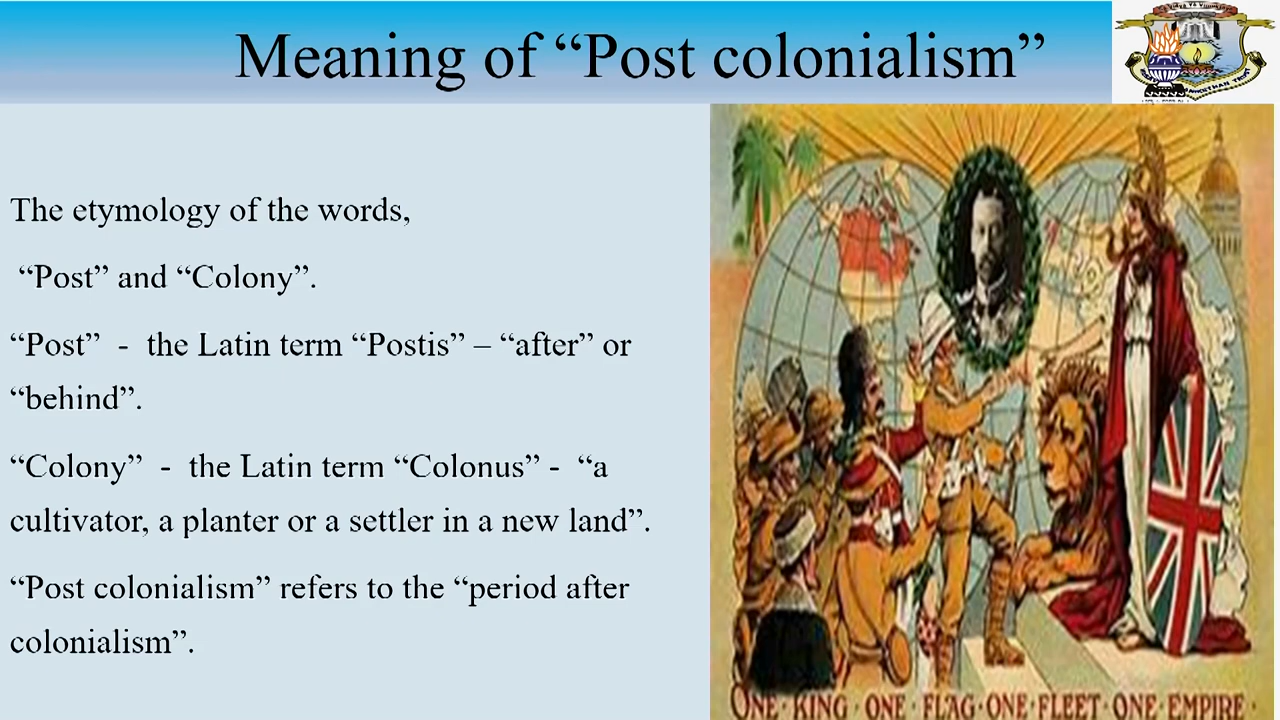 Meaning of “Post colonialism”
The etymology of the words,
“Post” and “Colony”.
“Post” - the Latin term “Postis” – “after” or
“behind”.
“Colony” - the Latin term “Colonus” - “a
cultivator, a planter or a settler in a new land”.
“Post colonialism” refers to the “period after
colonialism”.
ONE · KING · ONE · FLAG · ONE · FLEET · ONE · EMPIRE ·